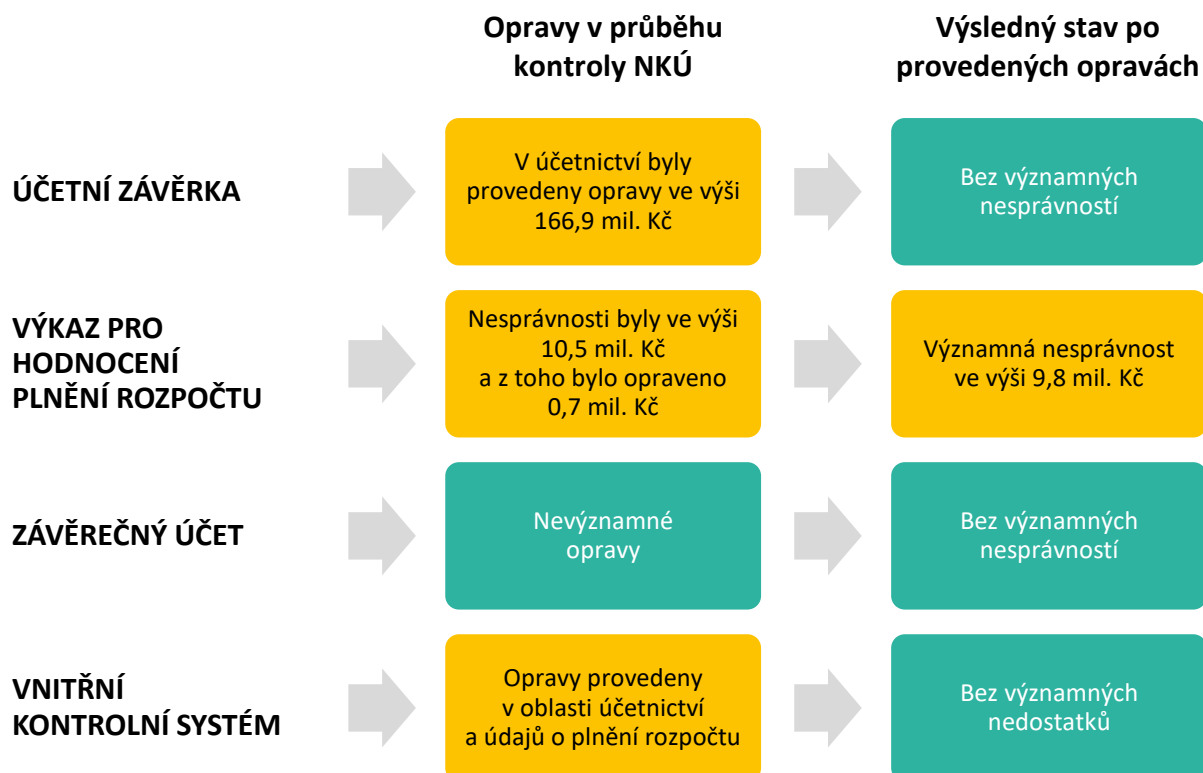 Opravy v průběhu
kontroly NKÚ
Výsledný stav po
provedených opravách
ÚČETNÍ ZÁVĚRKA
V účetnictví byly
provedeny opravy ve výši
166,9 mil. Kč
Bez významných
nesprávností
VÝKAZ PRO
HODNOCENÍ
PLNĚNÍ ROZPOČTU
Nesprávnosti byly ve výši
10,5 mil. Kč
a z toho bylo opraveno
0,7 mil. Kč
Významná nesprávnost
ve výši 9,8 mil. Kč
ZÁVĚREČNÝ ÚČET
Nevýznamné
opravy
Bez významných
nesprávností
VNITŘNÍ
KONTROLNÍ SYSTÉM
Opravy provedeny
v oblasti účetnictví
a údajů o plnění rozpočtu
Bez významných
nedostatků